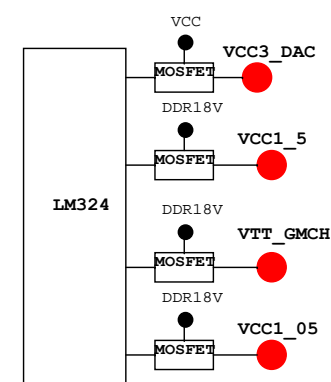 VCC
VCC3_DAC
MOSFET
DDR18V
VCC1_5
MOSFET
LM324
DDR18V
VTT_GMCH
MOSFET
DDR18V
VCC1_05
MOSFET